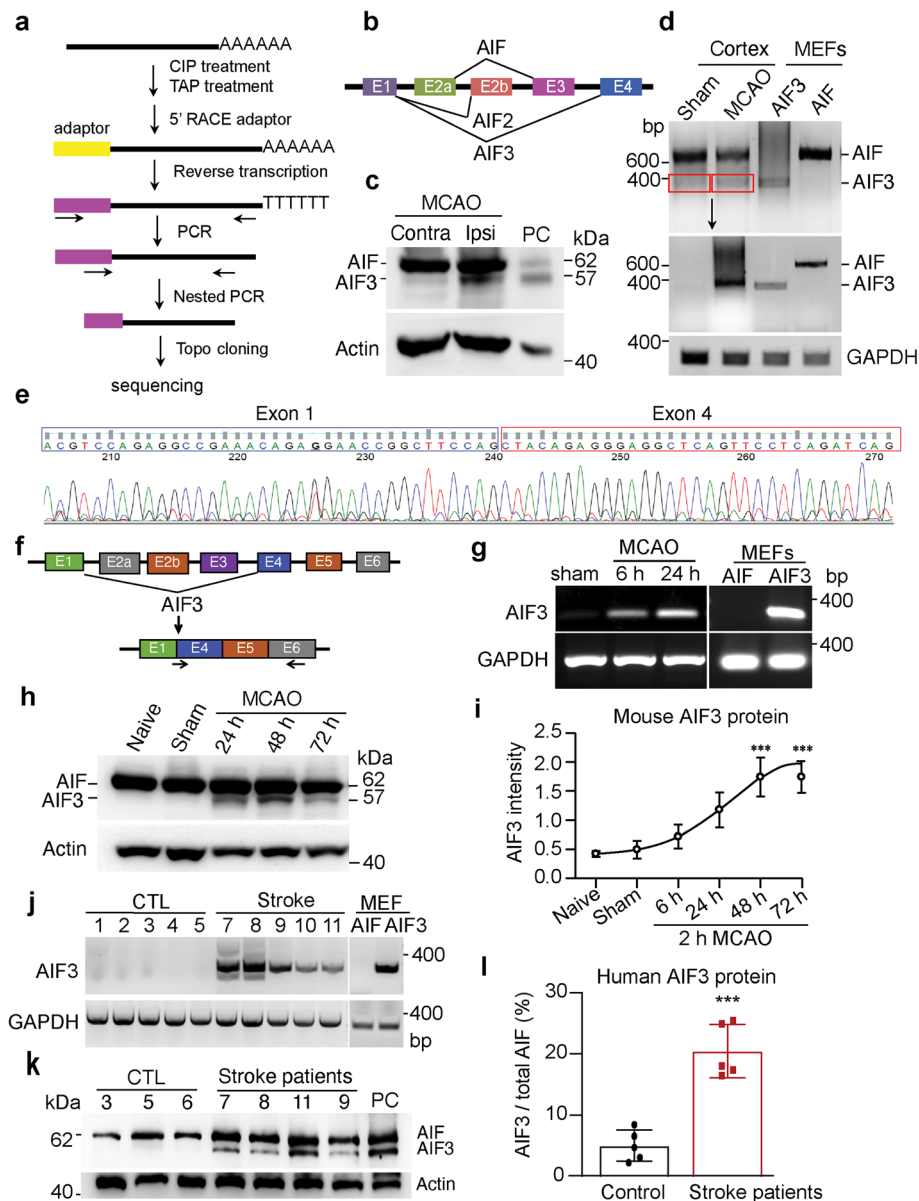 a
AAAAAA
CIP treatment
TAP treatment
5' RACE adaptor
adaptor
AAAAAA
Reverse transcription
TTTTTT
PCR
Nested PCR
Topo cloning
sequencing
b
AIF
E1 E2a E2b E3 E4
AIF2
AIF3
c
MCAO
Contra Ipsi PC kDa
AIF 62
AIF3 57
Actin
40
d
Cortex MEFs
Sham MCAO AIF3 AIF
bp
600 AIF
400 AIF3
600 AIF
400 AIF3
400
GAPDH
e
Exon 1 Exon 4
ACGTCCAGAGGCCGAACAGAGGGAACCGGCTTCCAGCTACAGAGGGAGGCTCAGTTCCTCAGATCAG
210 220 230 240 250 260 270
f
E1 E2a E2b E3 E4 E5 E6
AIF3
E1 E4 E5 E6
g
MCAO MEFs
sham 6 h 24 h AIF AIF3 bp
AIF3 400
GAPDH 400
h
MCAO
Naive Sham 24 h 48 h 72 h
kDa
AIF 62
AIF3 57
Actin
40
i
Mouse AIF3 protein
AIF3 intensity
2.5
2.0
1.5
1.0
0.5
0.0
*** ***
Naive Sham 6 h 24 h 48 h 72 h
2 h MCAO
j
CTL Stroke MEF
1 2 3 4 5 7 8 9 10 11 AIF AIF3
AIF3 400
GAPDH 400
bp
k
CTL Stroke patients
kDa 3 5 6 7 8 11 9 PC
62 AIF
AIF3
40 Actin
l
Human AIF3 protein
AIF3 / total AIF (%)
30
20
10
0
***
Control Stroke patients